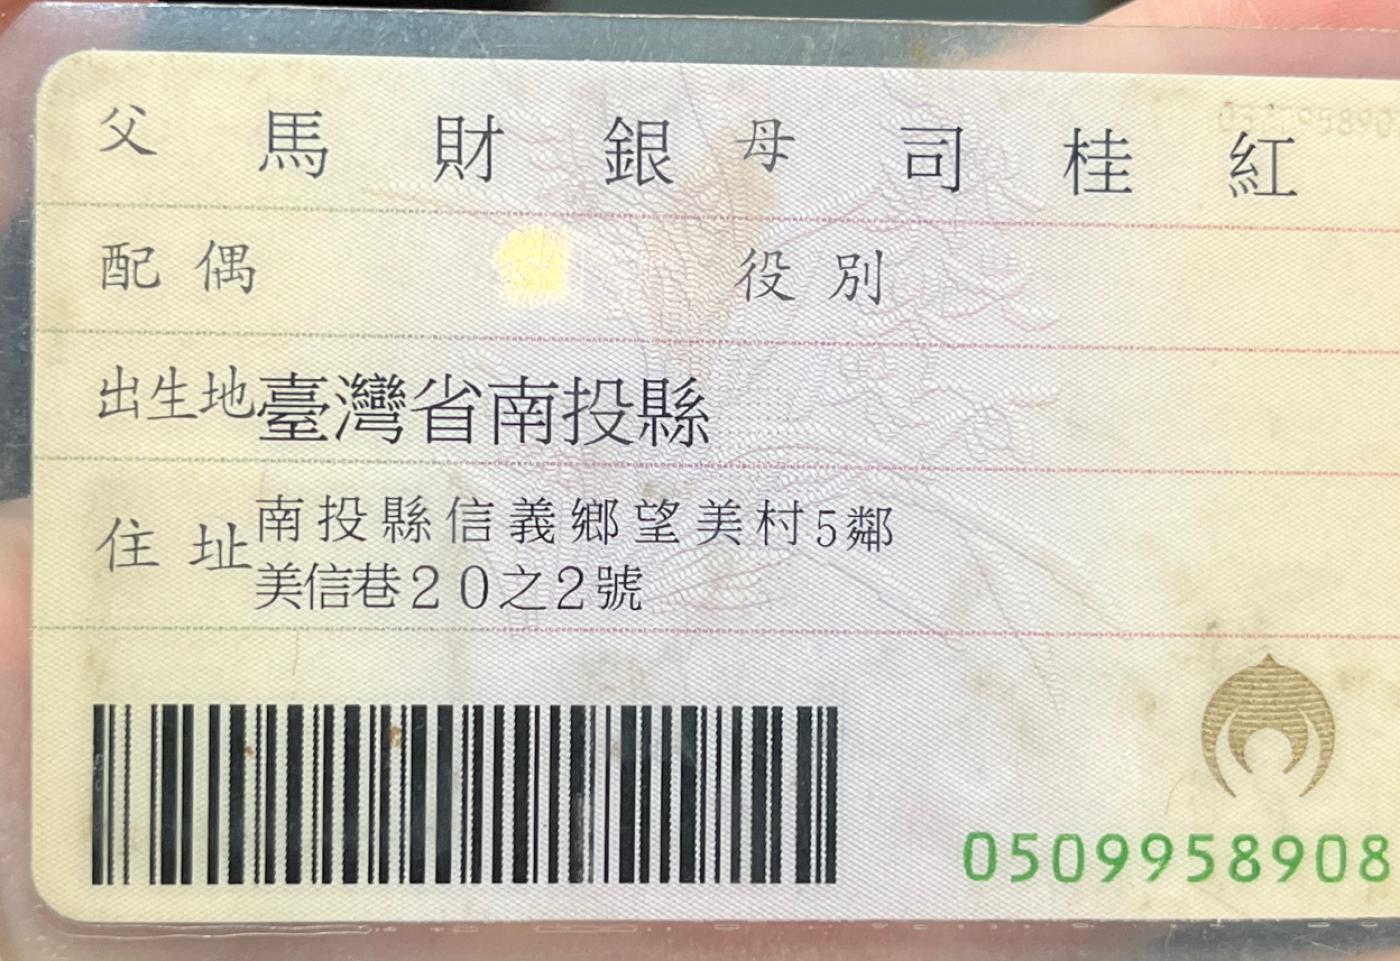 父 馬財銀 母 司桂紅
配偶 役別
出生地 臺灣省南投縣
住址 南投縣信義鄉望美村5鄰
美信巷20之2號
0509958908